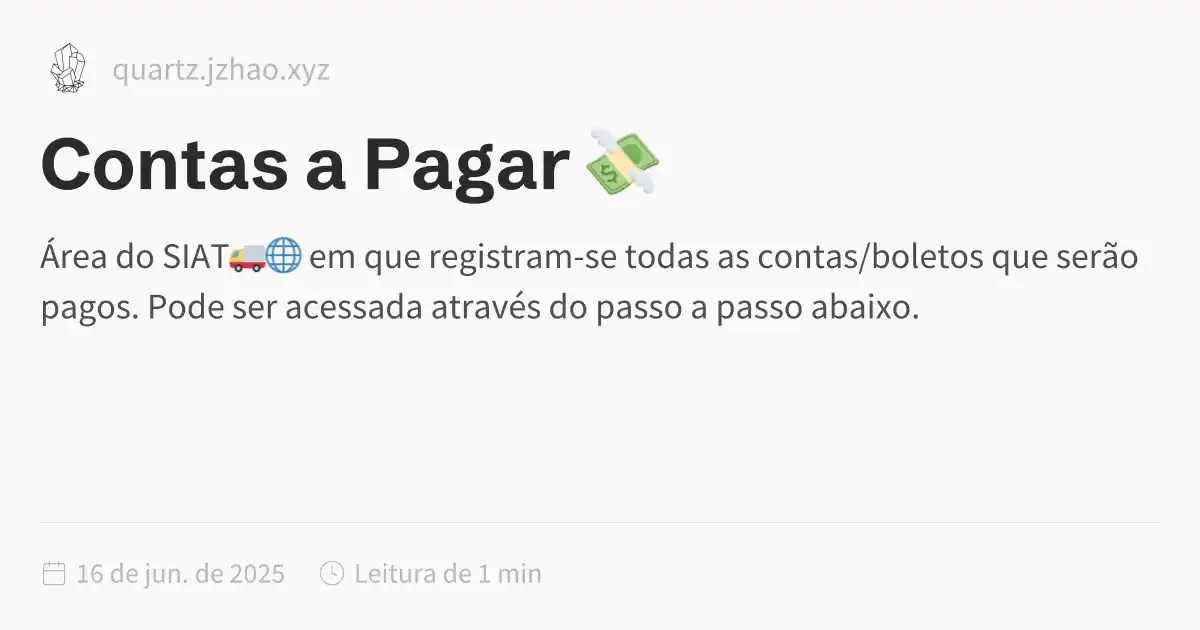 quartz.jzhao.xyz
Contas a Pagar 💸
Área do SIAT🚚🌐 em que registram-se todas as contas/boletos que serão
pagos. Pode ser acessada através do passo a passo abaixo.
16 de jun. de 2025 Leitura de 1 min